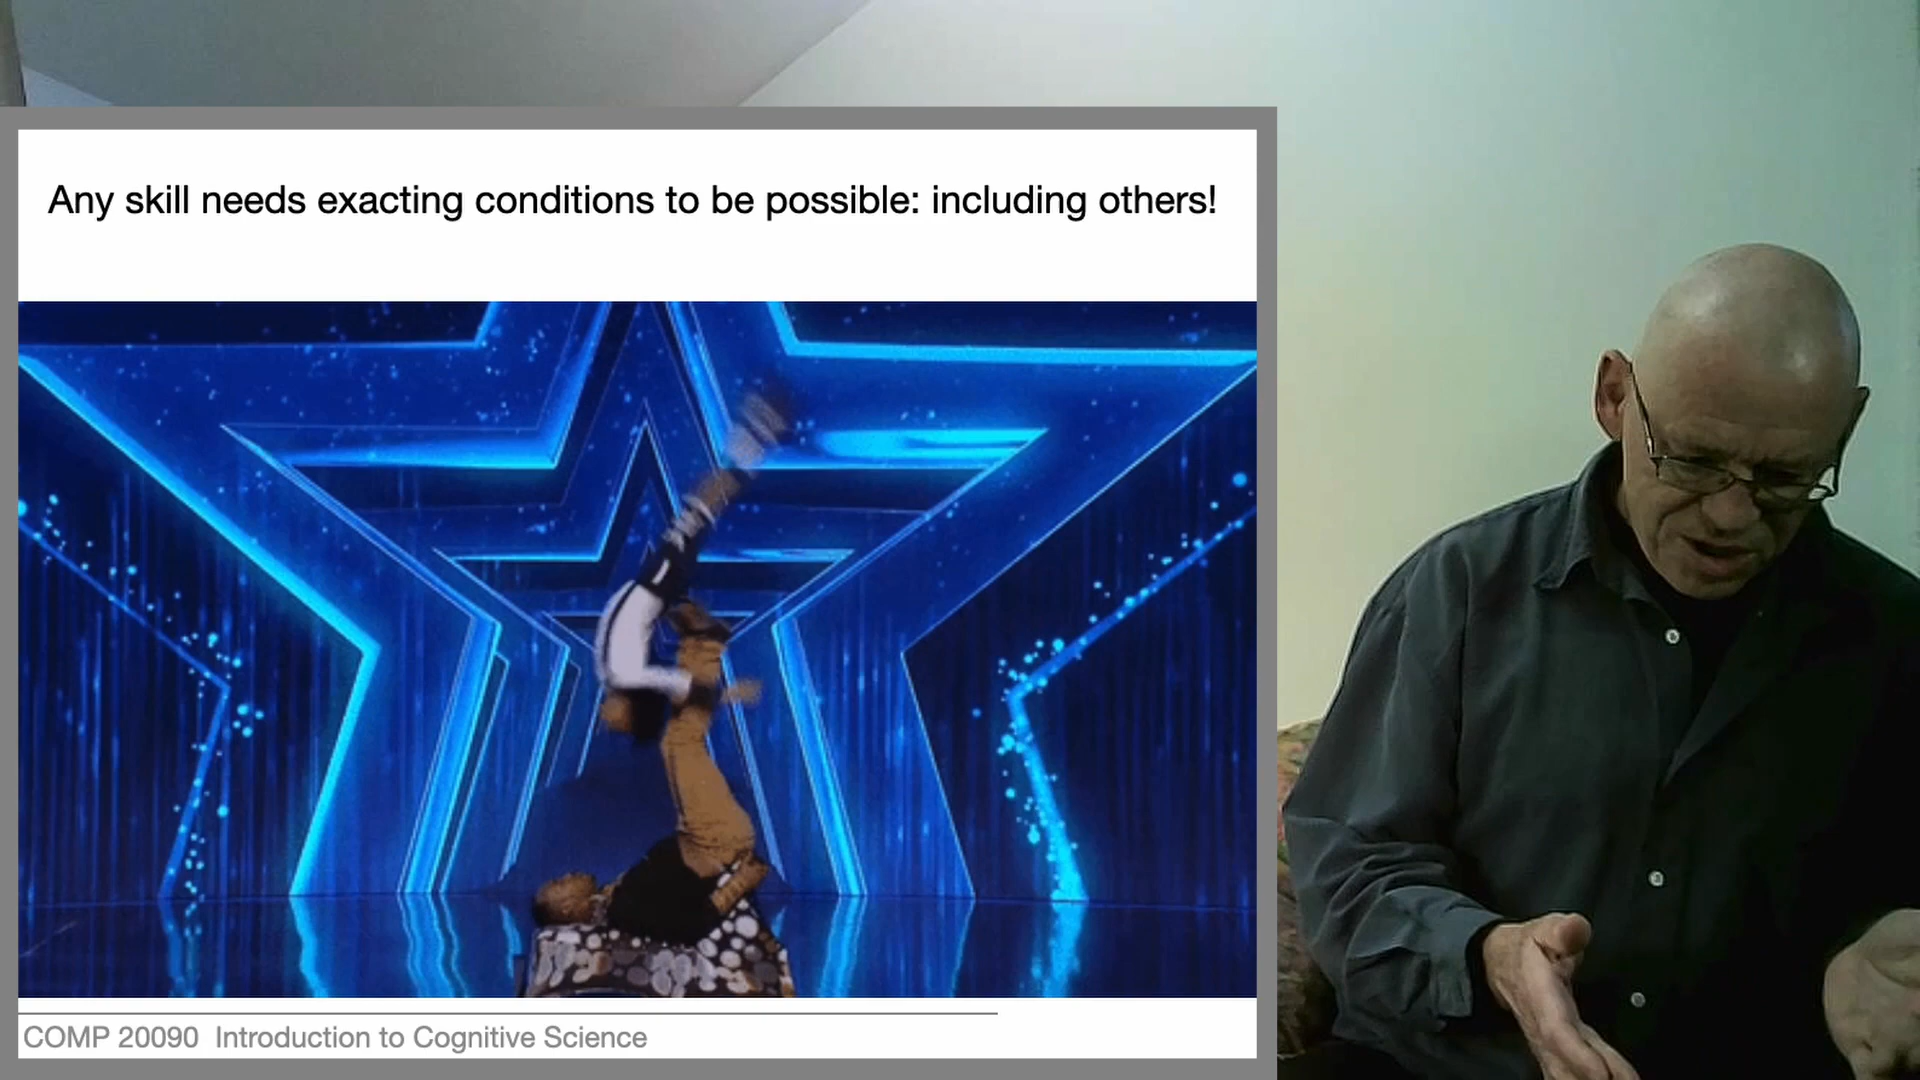 Any skill needs exacting conditions to be possible: including others!
COMP 20090 Introduction to Cognitive Science